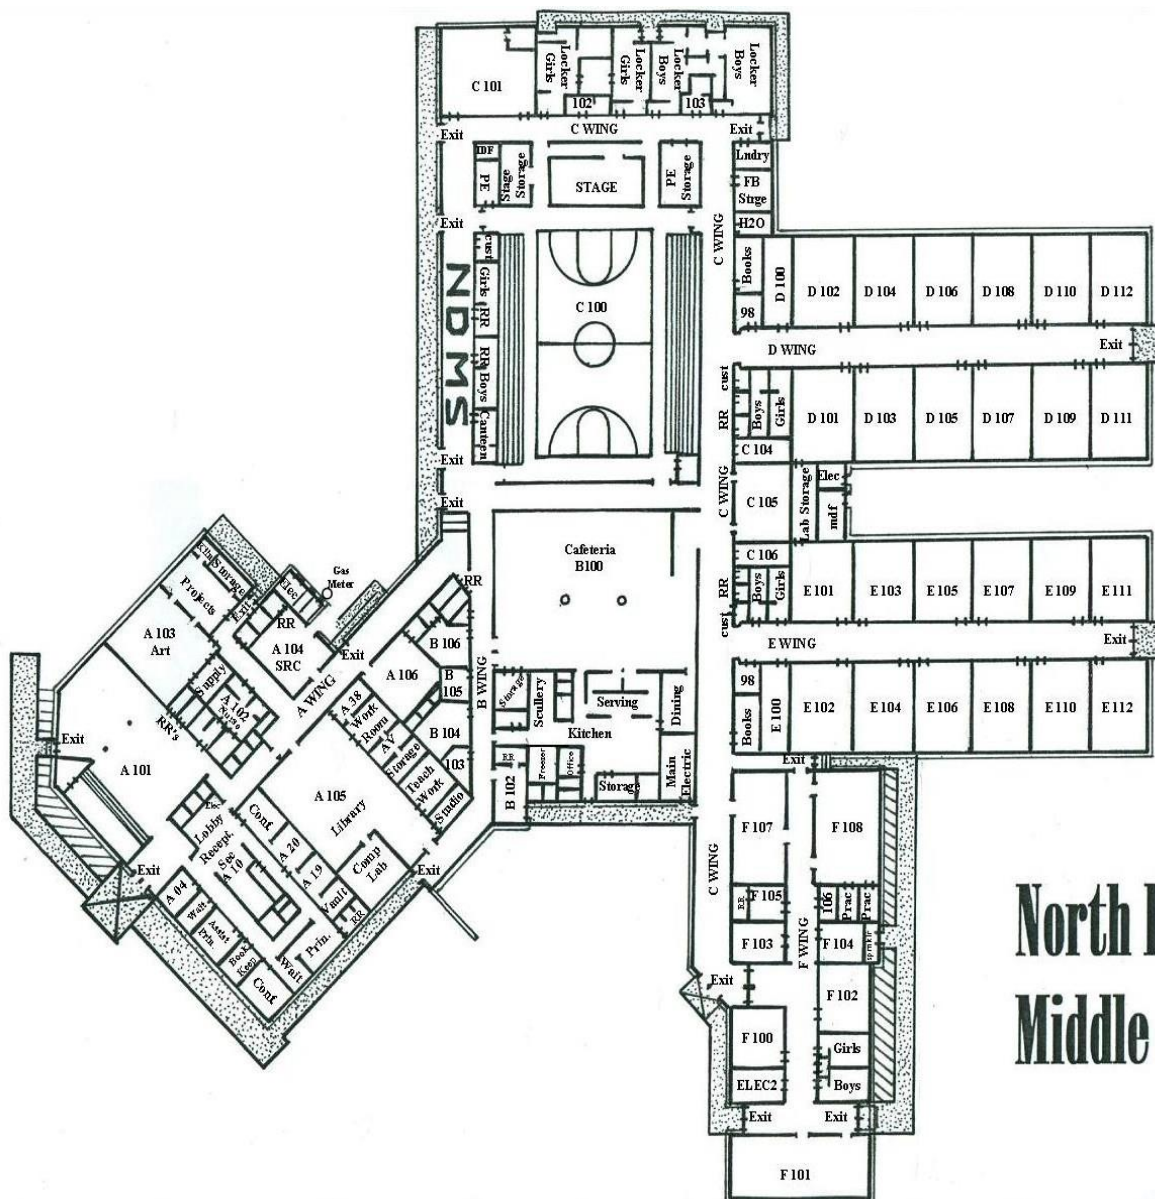 C 101
Locker
Girls
102
Locker
Girls
Locker
Boys
103
Locker
Boys
Exit
C WING
Exit
IDF
PE
Stage
Storage
STAGE
PE
Storage
Lndry
FB
Strge
H2O
Exit
C WING
cust
Girls
RR
RR
Boys
Canteen
NDMS
C 100
Books
98
D 100
D 102
D 104
D 106
D 108
D 110
D 112
D WING
Exit
cust
RR
Boys
Girls
D 101
D 103
D 105
D 107
D 109
D 111
C 104
Exit
Exit
C WING
C 105
Lab Storage
Elec
mdf
C 106
RR
Boys
Girls
cust
E 101
E 103
E 105
E 107
E 109
E 111
E WING
Exit
98
Books
E 100
E 102
E 104
E 106
E 108
E 110
E 112
Cafeteria
B100
Gas
Meter
Storage
Projects
Exit
Elec
RR
A 103
Art
A 104
SRC
Exit
RR
B 106
A 106
B
105
B WING
B 104
103
B 102
RR
Storage
Scullery
Serving
Kitchen
Dining
Freezer
Office
Storage
Main
Electric
Supply
A 102
RR's
A WING
A 38
Work
Room
AV
Storage
Teach
Work
Studio
Exit
A 101
A 105
Library
Elec
Lobby
Recept.
Sec
A 10
Conf.
A 20
A 19
Vault
RR
Comp
Lab
Exit
Exit
A 04
Wait
Assist
Prin.
Book
Keep
Conf.
Wait
Prin.
Exit
F 107
F 108
C WING
RR
F 105
106
Prac
Prac
F 103
F WING
F 104
Exit
F 102
F 100
Girls
ELEC2
Boys
Exit
Exit
F 101
North
Middle